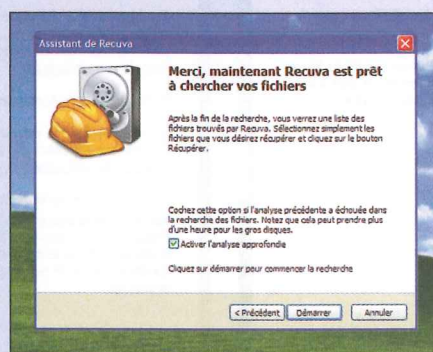 Assistant de Recuva
Merci, maintenant Recuva est prêt
à chercher vos fichiers
Après la fin de la recherche, vous verrez une liste des
fichiers trouvés par Recuva. Sélectionnez simplement les
fichiers que vous désirez récupérer et cliquez sur le bouton
Récupérer.
Cochez cette option si l'analyse précédente a échouée dans
la recherche des fichiers. Notez que cela peut prendre plus
d'une heure pour les gros disques.
Activer l'analyse approfondie
Cliquez sur démarrer pour commencer la recherche
< Précédent Démarrer Annuler